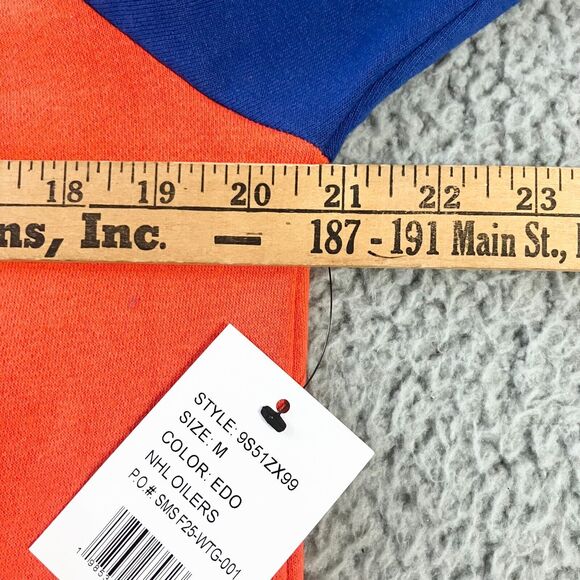 18 19 20 21 22 23
ns, Inc. — 187 - 191 Main St.,
STYLE: 9S51ZX99
SIZE: M
COLOR: EDO
NHL OILERS
P.O #: SMS F25-WTG-001